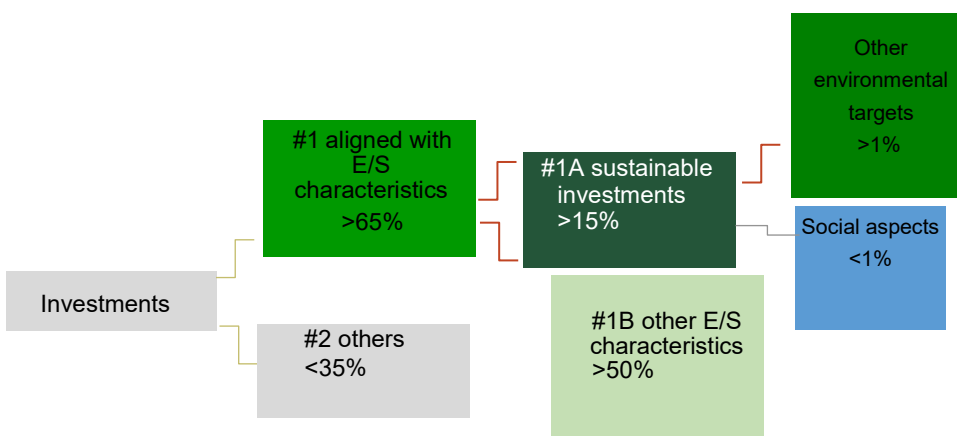 Investments
#1 aligned with
E/S
characteristics
>65%
#2 others
<35%
#1A sustainable
investments
>15%
#1B other E/S
characteristics
>50%
Other
environmental
targets
>1%
Social aspects
<1%